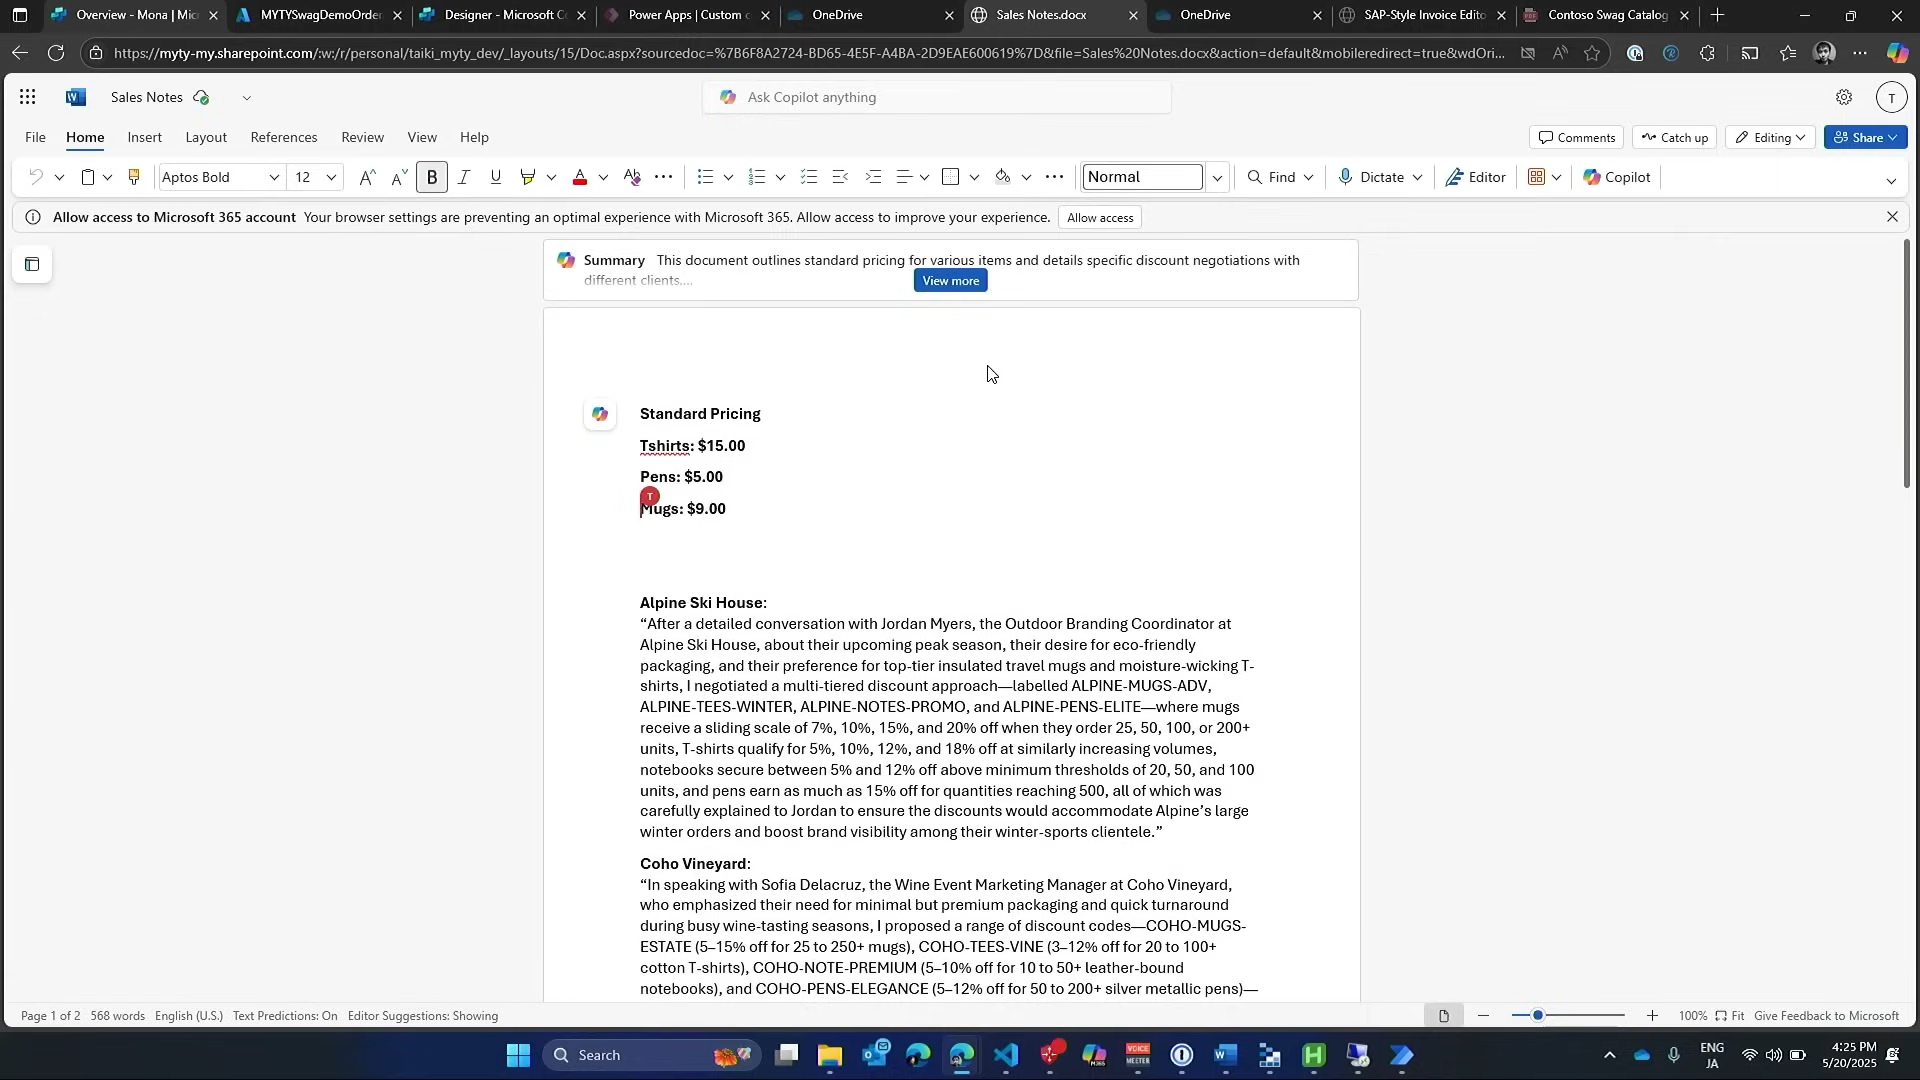 Overview - Mona | Mic
MYTYSwagDemoOrder
Designer - Microsoft Co
Power Apps | Custom c
OneDrive
Sales Notes.docx
OneDrive
SAP-Style Invoice Edito
Contoso Swag Catalog
https://myty-my.sharepoint.com/:w:/r/personal/taiki_myty_dev/_layouts/15/Doc.aspx?sourcedoc=%7B6F8A2724-BD65-4E5F-A4BA-2D9EAE600619%7D&file=Sales%20Notes.docx&action=default&mobileredirect=true&wdOri...
Sales Notes
Ask Copilot anything
T
File Home Insert Layout References Review View Help
Comments Catch up Editing Share
Aptos Bold 12 B I U A Normal Find Dictate Editor Copilot
Allow access to Microsoft 365 account Your browser settings are preventing an optimal experience with Microsoft 365. Allow access to improve your experience. Allow access
Summary This document outlines standard pricing for various items and details specific discount negotiations with
different clients....
View more
Standard Pricing
Tshirts: $15.00
Pens: $5.00
T
Mugs: $9.00
Alpine Ski House:
“After a detailed conversation with Jordan Myers, the Outdoor Branding Coordinator at
Alpine Ski House, about their upcoming peak season, their desire for eco-friendly
packaging, and their preference for top-tier insulated travel mugs and moisture-wicking T-
shirts, I negotiated a multi-tiered discount approach—labelled ALPINE-MUGS-ADV,
ALPINE-TEES-WINTER, ALPINE-NOTES-PROMO, and ALPINE-PENS-ELITE—where mugs
receive a sliding scale of 7%, 10%, 15%, and 20% off when they order 25, 50, 100, or 200+
units, T-shirts qualify for 5%, 10%, 12%, and 18% off at similarly increasing volumes,
notebooks secure between 5% and 12% off above minimum thresholds of 20, 50, and 100
units, and pens earn as much as 15% off for quantities reaching 500, all of which was
carefully explained to Jordan to ensure the discounts would accommodate Alpine’s large
winter orders and boost brand visibility among their winter-sports clientele.”
Coho Vineyard:
“In speaking with Sofia Delacruz, the Wine Event Marketing Manager at Coho Vineyard,
who emphasized their need for minimal but premium packaging and quick turnaround
during busy wine-tasting seasons, I proposed a range of discount codes—COHO-MUGS-
ESTATE (5–15% off for 25 to 250+ mugs), COHO-TEES-VINE (3–12% off for 20 to 100+
cotton T-shirts), COHO-NOTE-PREMIUM (5–10% off for 10 to 50+ leather-bound
notebooks), and COHO-PENS-ELEGANCE (5–12% off for 50 to 200+ silver metallic pens)—
Page 1 of 2 568 words English (U.S.) Text Predictions: On Editor Suggestions: Showing
100% Fit Give Feedback to Microsoft
Search
VOICE MEETER
ENG
JA
4:25 PM
5/20/2025